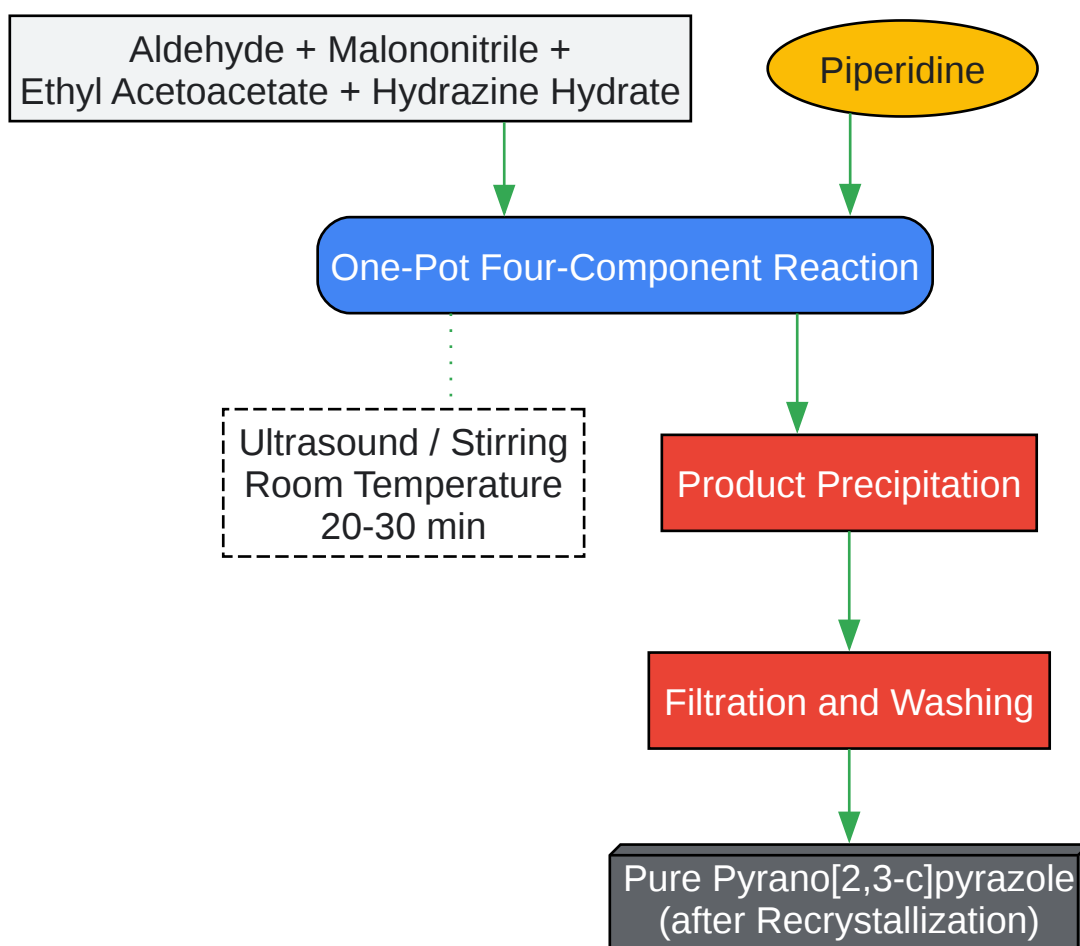 Aldehyde + Malononitrile +
Ethyl Acetoacetate + Hydrazine Hydrate
Piperidine
One-Pot Four-Component Reaction
Ultrasound / Stirring
Room Temperature
20-30 min
Product Precipitation
Filtration and Washing
Pure Pyrano[2,3-c]pyrazole
(after Recrystallization)